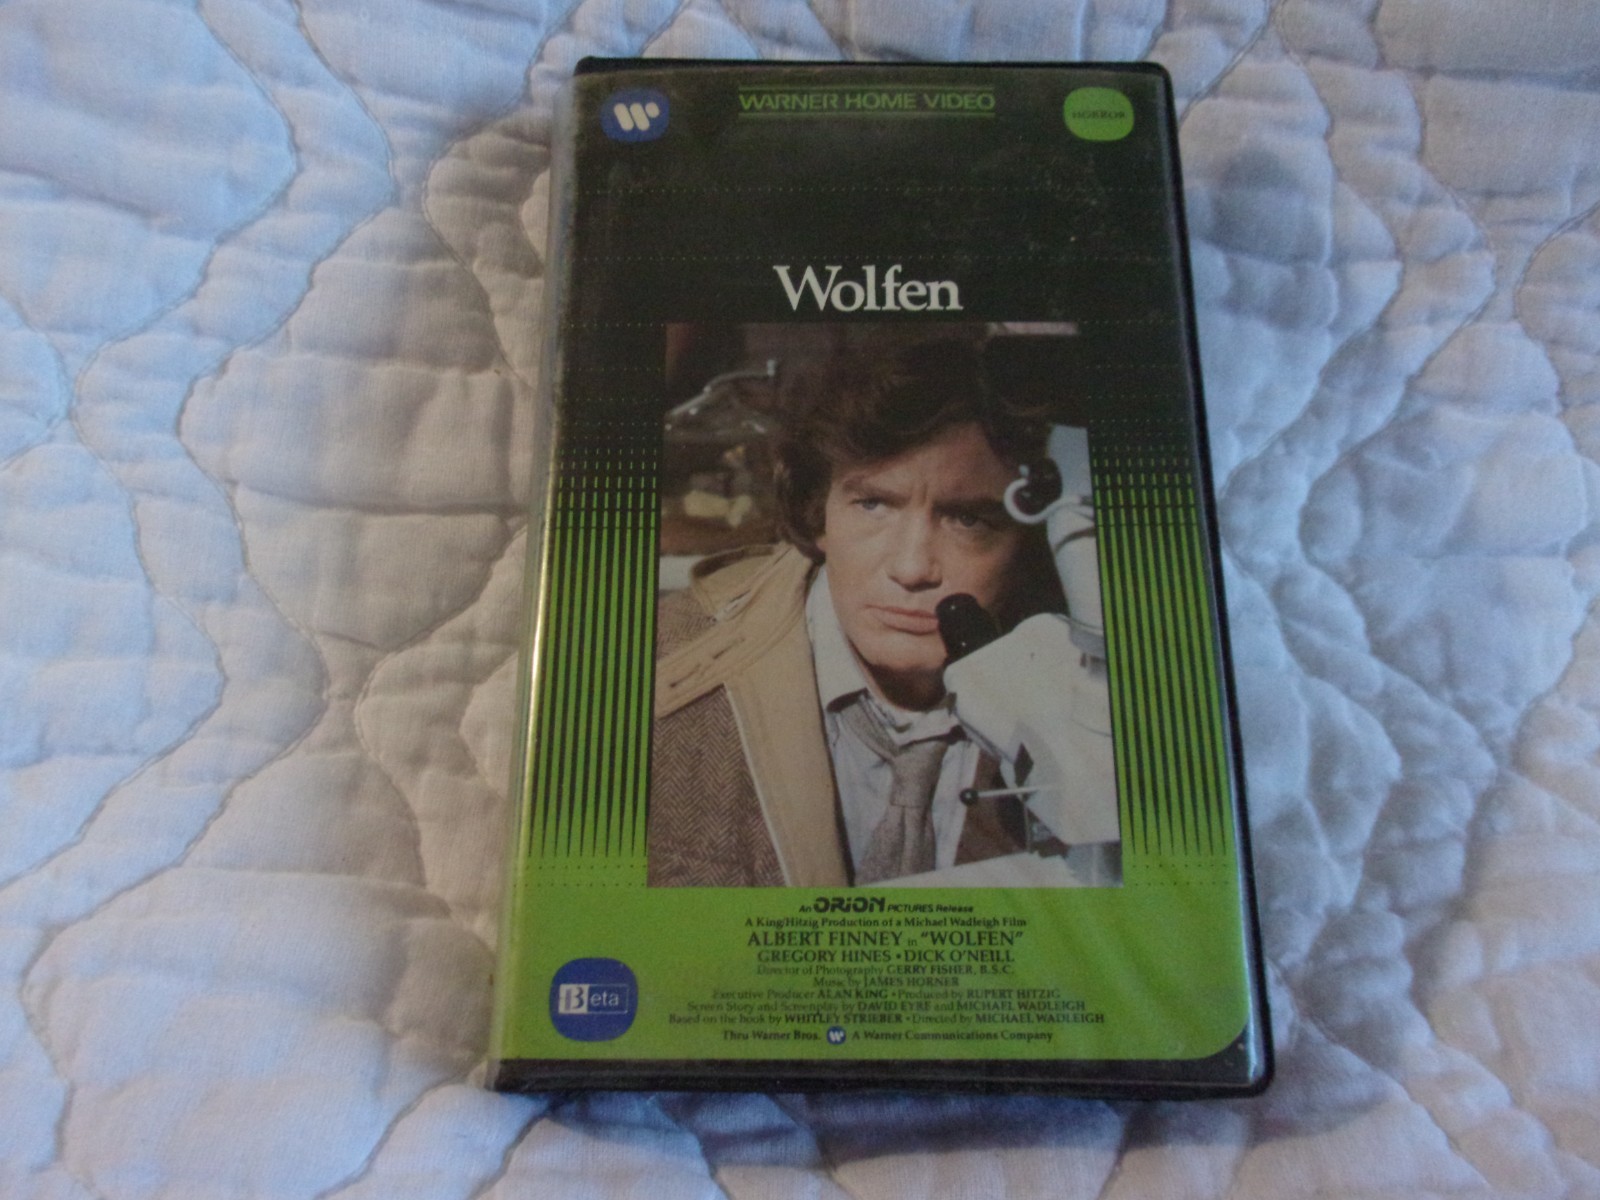 WARNER HOME VIDEO
HORROR
Wolfen
An ORION PICTURES Release
A King/Hitzig Production of a Michael Wadleigh Film
ALBERT FINNEY in "WOLFEN"
GREGORY HINES • DICK O'NEILL
Director of Photography GERRY FISHER, B.S.C.
Music by JAMES HORNER
Executive Producer ALAN KING • Produced by RUPERT HITZIG
Screen Story and Screenplay by DAVID EYRE and MICHAEL WADLEIGH
Based on the book by WHITLEY STRIEBER • Directed by MICHAEL WADLEIGH
Thru Warner Bros. A Warner Communications Company
Beta